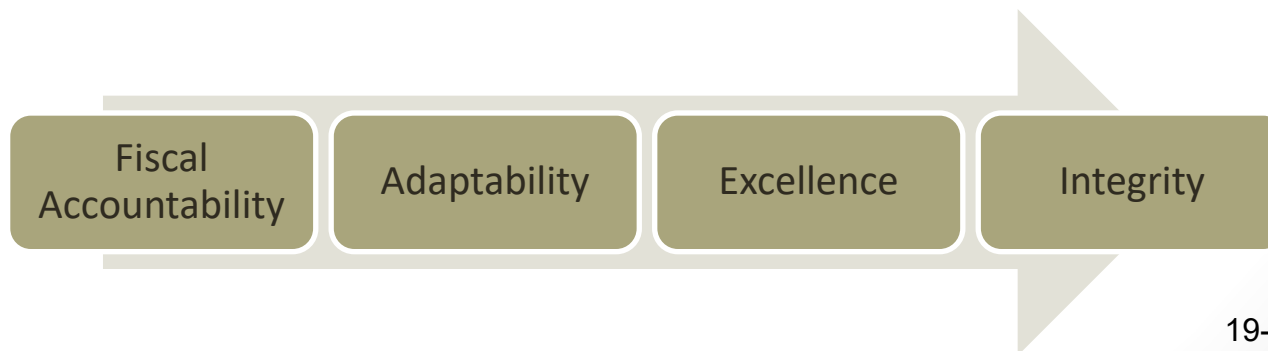 Fiscal
Accountability
Adaptability
Excellence
Integrity
19-